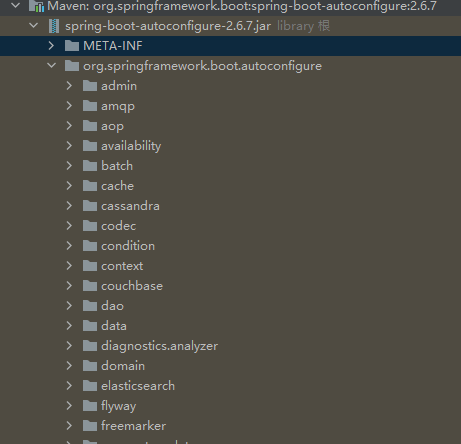 Maven: org.springframework.boot:spring-boot-autoconfigure:2.6.7
spring-boot-autoconfigure-2.6.7.jar library 根
META-INF
org.springframework.boot.autoconfigure
admin
amqp
aop
availability
batch
cache
cassandra
codec
condition
context
couchbase
dao
data
diagnostics.analyzer
domain
elasticsearch
flyway
freemarker